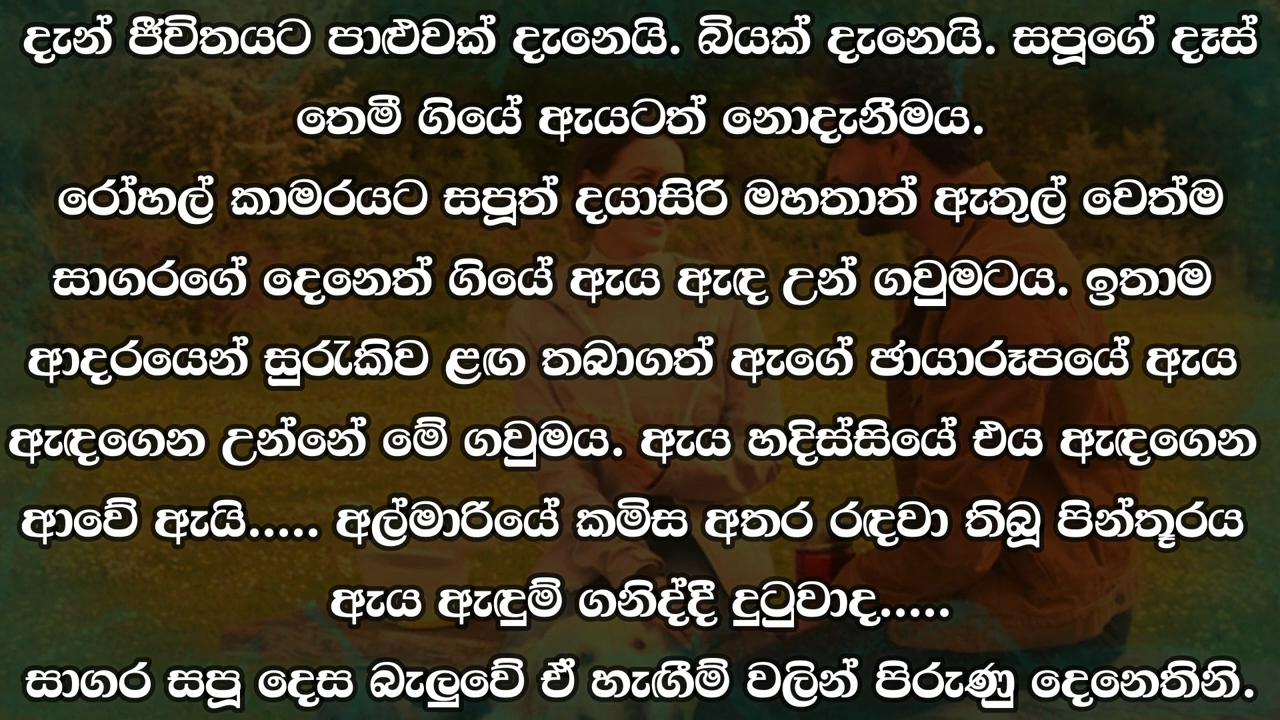 දැන් ජීවිතයට පාළුවක් දැනෙයි. බියක් දැනෙයි. සපූගේ දෑස්
තෙමී ගියේ ඇයටත් නොදැනීමය.
රෝහල් කාමරයට සපූත් දයාසිරි මහතාත් ඇතුල් වෙත්ම
සාගරගේ දෙනෙත් ගියේ ඇය ඇඳ උන් ගවුමටය. ඉතාම
ආදරයෙන් සුරැකිව ළඟ තබාගත් ඇගේ ඡායාරූපයේ ඇය
ඇඳගෙන උන්නේ මේ ගවුමය. ඇය හදිස්සියේ එය ඇඳගෙන
ආවේ ඇයි..... අල්මාරියේ කමිස අතර රඳවා තිබූ පින්තූරය
ඇය ඇඳුම් ගනිද්දී දුටුවාද.....
සාගර සපූ දෙස බැලුවේ ඒ හැඟීම් වලින් පිරුණු දෙනෙතිනි.